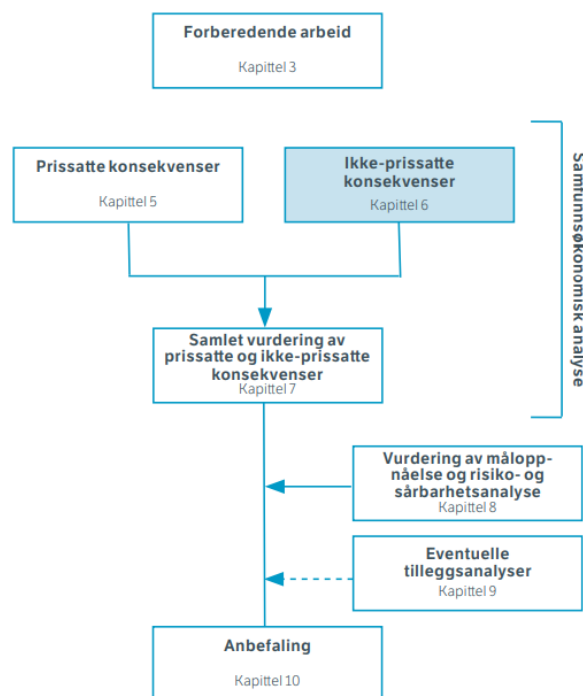 Forberedende arbeid
Kapittel 3
Prissatte konsekvenser
Kapittel 5
Ikke-prissatte
konsekvenser
Kapittel 6
Samfunnsøkonomisk analyse
Samlet vurdering av
prissatte og ikke-prissatte
konsekvenser
Kapittel 7
Vurdering av målopp-
nåelse og risiko- og
sårbarhetsanalyse
Kapittel 8
Eventuelle
tilleggsanalyser
Kapittel 9
Anbefaling
Kapittel 10